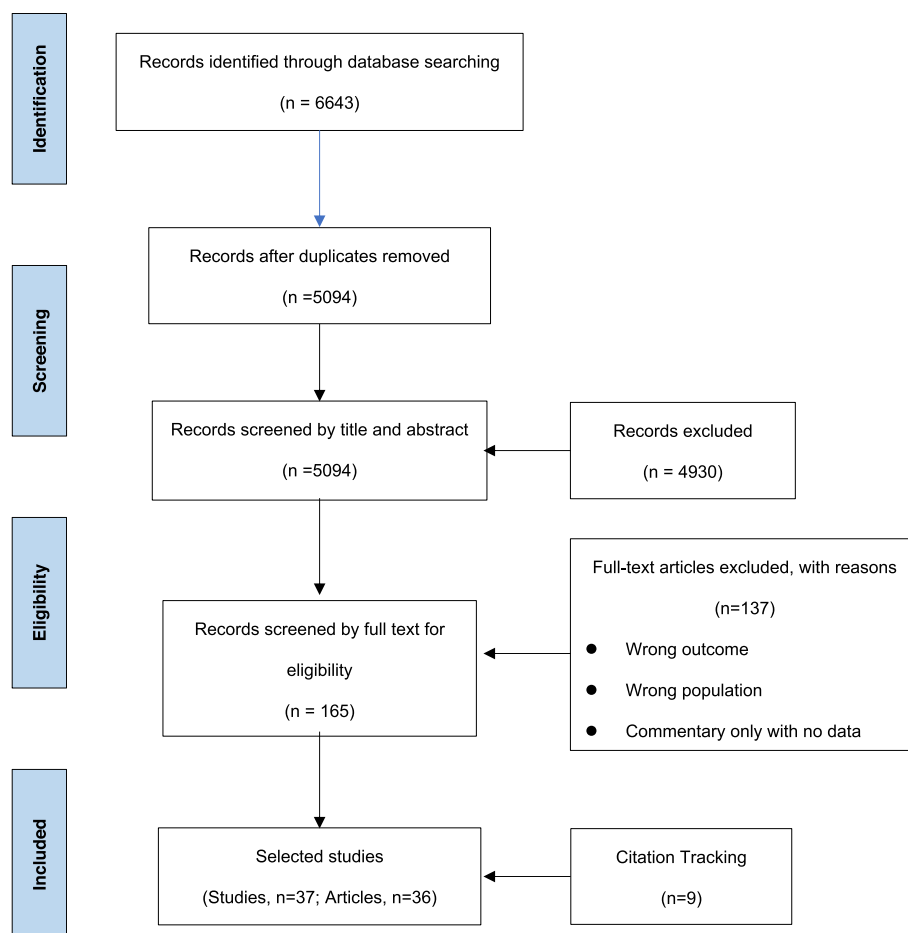 Identification
Records identified through database searching
(n = 6643)
Records after duplicates removed
(n =5094)
Screening
Records screened by title and abstract
(n =5094)
Records excluded
(n = 4930)
Eligibility
Records screened by full text for
eligibility
(n = 165)
Full-text articles excluded, with reasons
(n=137)
● Wrong outcome
● Wrong population
● Commentary only with no data
Included
Selected studies
(Studies, n=37; Articles, n=36)
Citation Tracking
(n=9)